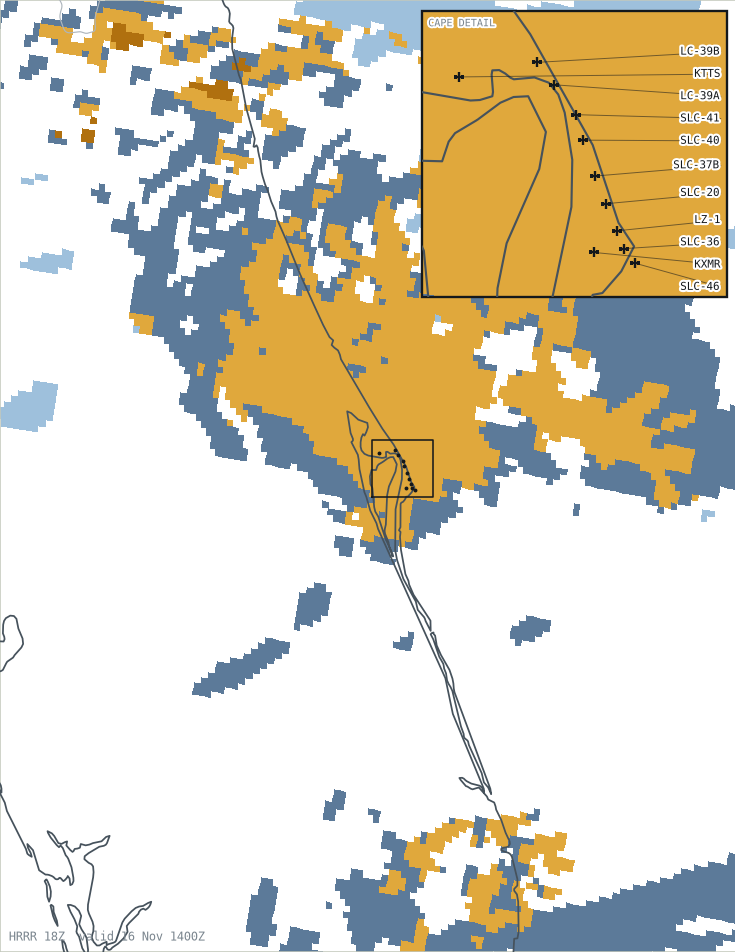 CAPE DETAIL
LC-39B
KTTS
LC-39A
SLC-41
SLC-40
SLC-37B
SLC-20
LZ-1
SLC-36
KXMR
SLC-46
HRRR 18Z  valid 16 Nov 1400Z